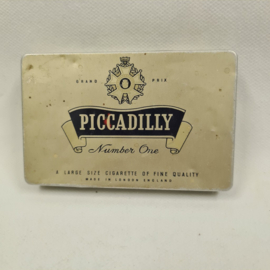 GRAND PRIX
PICCADILLY
Number One
A LARGE SIZE CIGARETTE OF FINE QUALITY
MADE IN LONDON ENGLAND